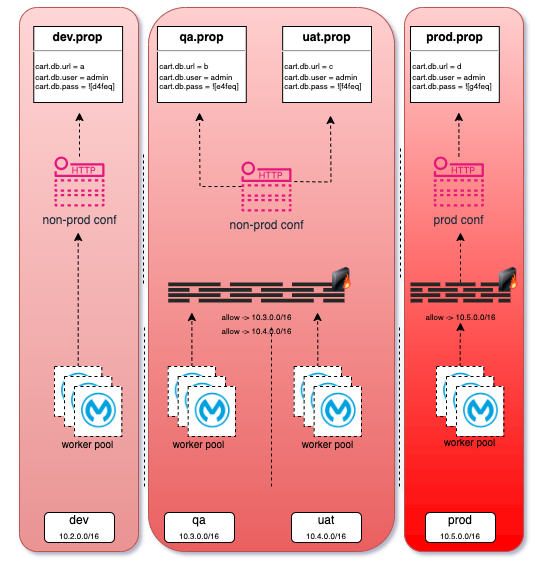 dev.prop
cart.db.url = a
cart.db.user = admin
cart.db.pass = ![d4feq]
qa.prop
cart.db.url = b
cart.db.user = admin
cart.db.pass = ![e4feq]
uat.prop
cart.db.url = c
cart.db.user = admin
cart.db.pass = ![f4feq]
prod.prop
cart.db.url = d
cart.db.user = admin
cart.db.pass = ![g4feq]
HTTP
non-prod conf
HTTP
non-prod conf
HTTP
prod conf
allow -> 10.3.0.0/16
allow -> 10.4.0.0/16
allow -> 10.5.0.0/16
worker pool
worker pool
worker pool
worker pool
dev
10.2.0.0/16
qa
10.3.0.0/16
uat
10.4.0.0/16
prod
10.5.0.0/16